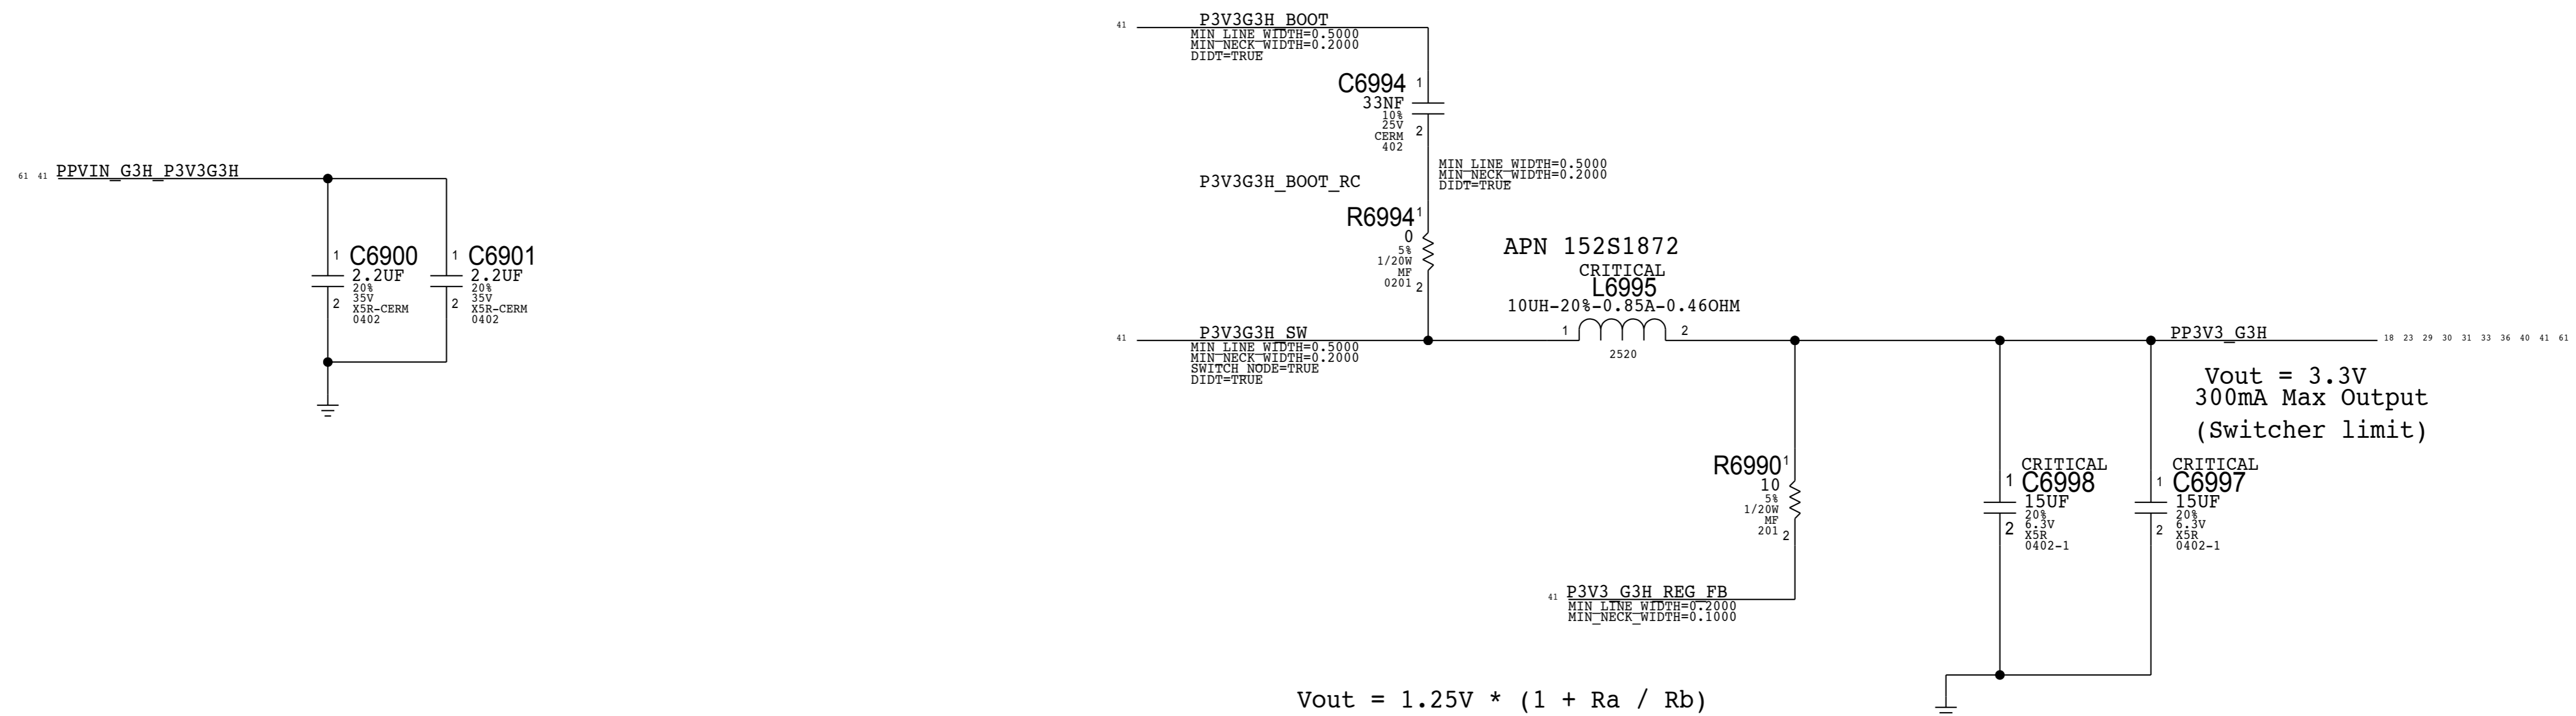 61 41 PPVIN_G3H_P3V3G3H
1 C6900
2.2UF
20%
35V
2 X5R-CERM
0402
1 C6901
2.2UF
20%
35V
2 X5R-CERM
0402
41 P3V3G3H_BOOT
MIN_LINE_WIDTH=0.5000
MIN_NECK_WIDTH=0.2000
DIDT=TRUE
C6994 1
33NF
10%
25V
CERM 2
402
P3V3G3H_BOOT_RC
MIN_LINE_WIDTH=0.5000
MIN_NECK_WIDTH=0.2000
DIDT=TRUE
R6994 1
0
5%
1/20W
MF
0201 2
APN 152S1872
CRITICAL
L6995
10UH-20%-0.85A-0.46OHM
1 2
2520
41 P3V3G3H_SW
MIN_LINE_WIDTH=0.5000
MIN_NECK_WIDTH=0.2000
SWITCH_NODE=TRUE
DIDT=TRUE
PP3V3_G3H 18 23 29 30 31 33 36 40 41 61
Vout = 3.3V
300mA Max Output
(Switcher limit)
R6990 1
10
5%
1/20W
MF
201 2
CRITICAL
1 C6998
15UF
20%
2 6.3V
X5R
0402-1
CRITICAL
1 C6997
15UF
20%
2 6.3V
X5R
0402-1
41 P3V3_G3H_REG_FB
MIN_LINE_WIDTH=0.2000
MIN_NECK_WIDTH=0.1000
Vout = 1.25V * (1 + Ra / Rb)